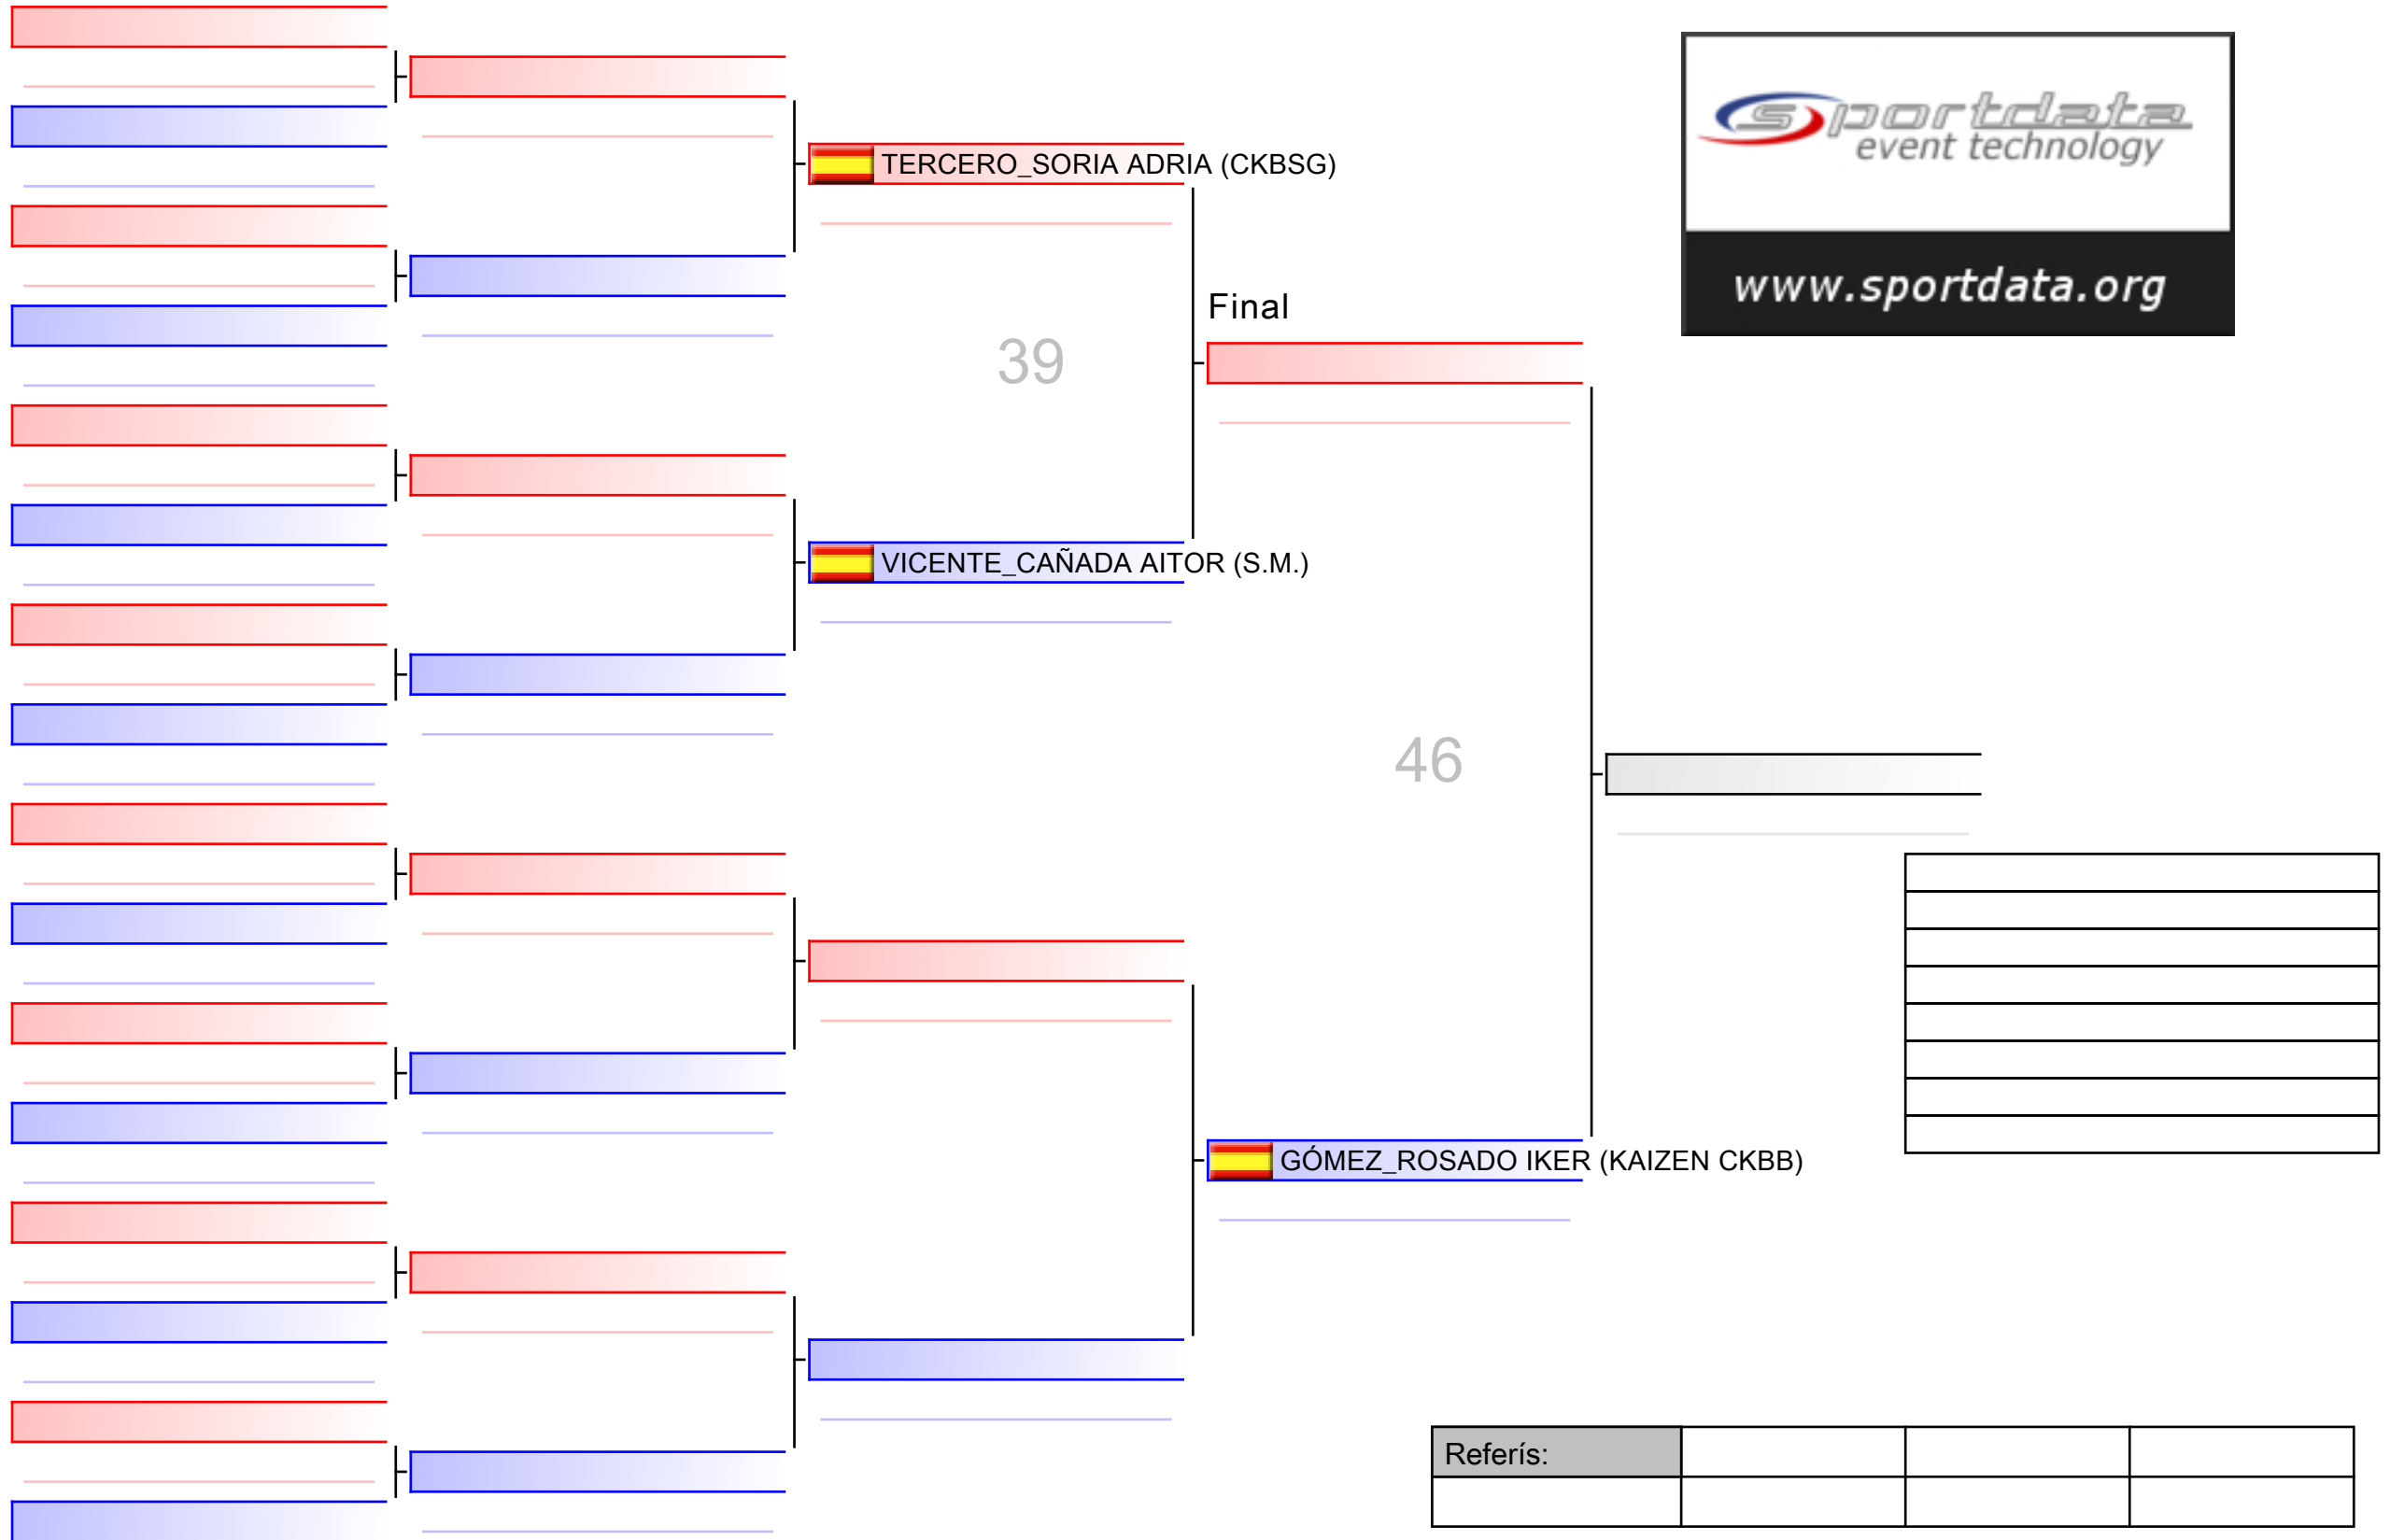 sportdata
event technology
www.sportdata.org
TERCERO_SORIA ADRIA (CKBSG)
Final
39
VICENTE_CAÑADA AITOR (S.M.)
46
GÓMEZ_ROSADO IKER (KAIZEN CKBB)
Referís: